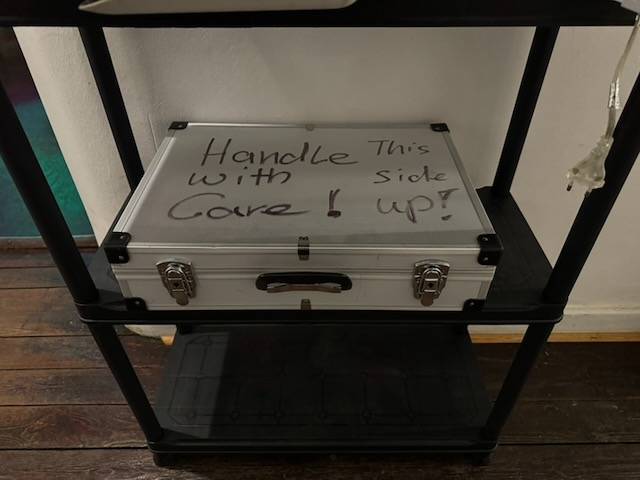 Handle
with
Care!
This
side
up!